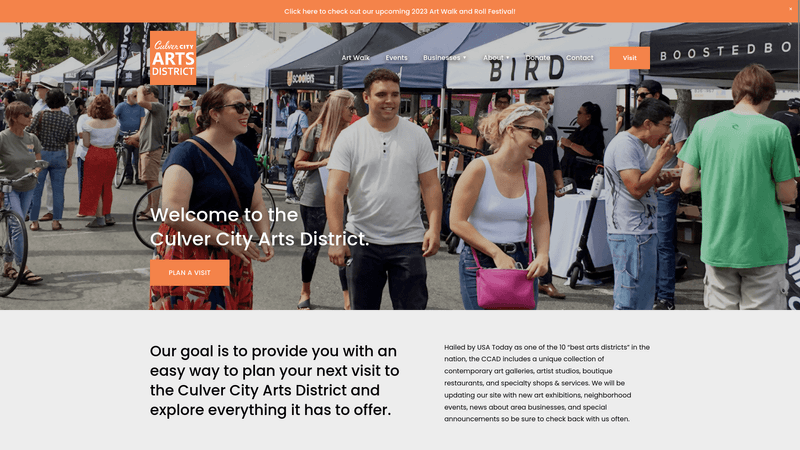 Click here to check out our upcoming 2023 Art Walk and Roll Festival!
Culver CITY
ARTS
DISTRICT
Art Walk
Events
Businesses
About
Donate
Contact
Visit
scooters
BIRD
BOOSTEDBO
Welcome to the
Culver City Arts District.
PLAN A VISIT
Our goal is to provide you with an
easy way to plan your next visit to
the Culver City Arts District and
explore everything it has to offer.
Hailed by USA Today as one of the 10 “best arts districts” in the
nation, the CCAD includes a unique collection of
contemporary art galleries, artist studios, boutique
restaurants, and specialty shops & services. We will be
updating our site with new art exhibitions, neighborhood
events, news about area businesses, and special
announcements so be sure to check back with us often.